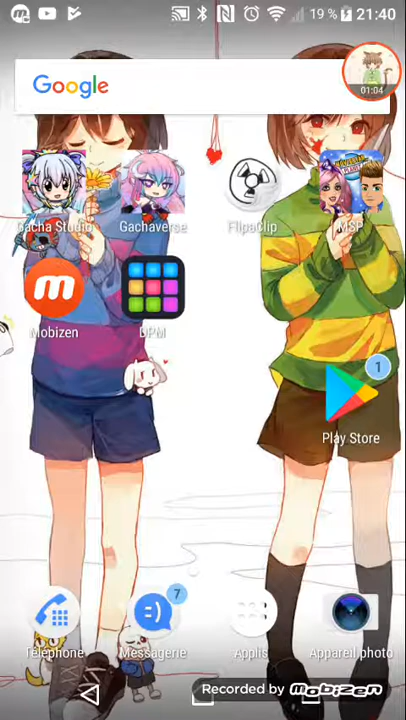 19 % 21:40
Google
01:04
Gacha Studio
Gachaverse
FlipaClip
MSP
Mobizen
DPM
1
Play Store
7
Téléphone
Messagerie
Applis
Appareil photo
Recorded by mobizen